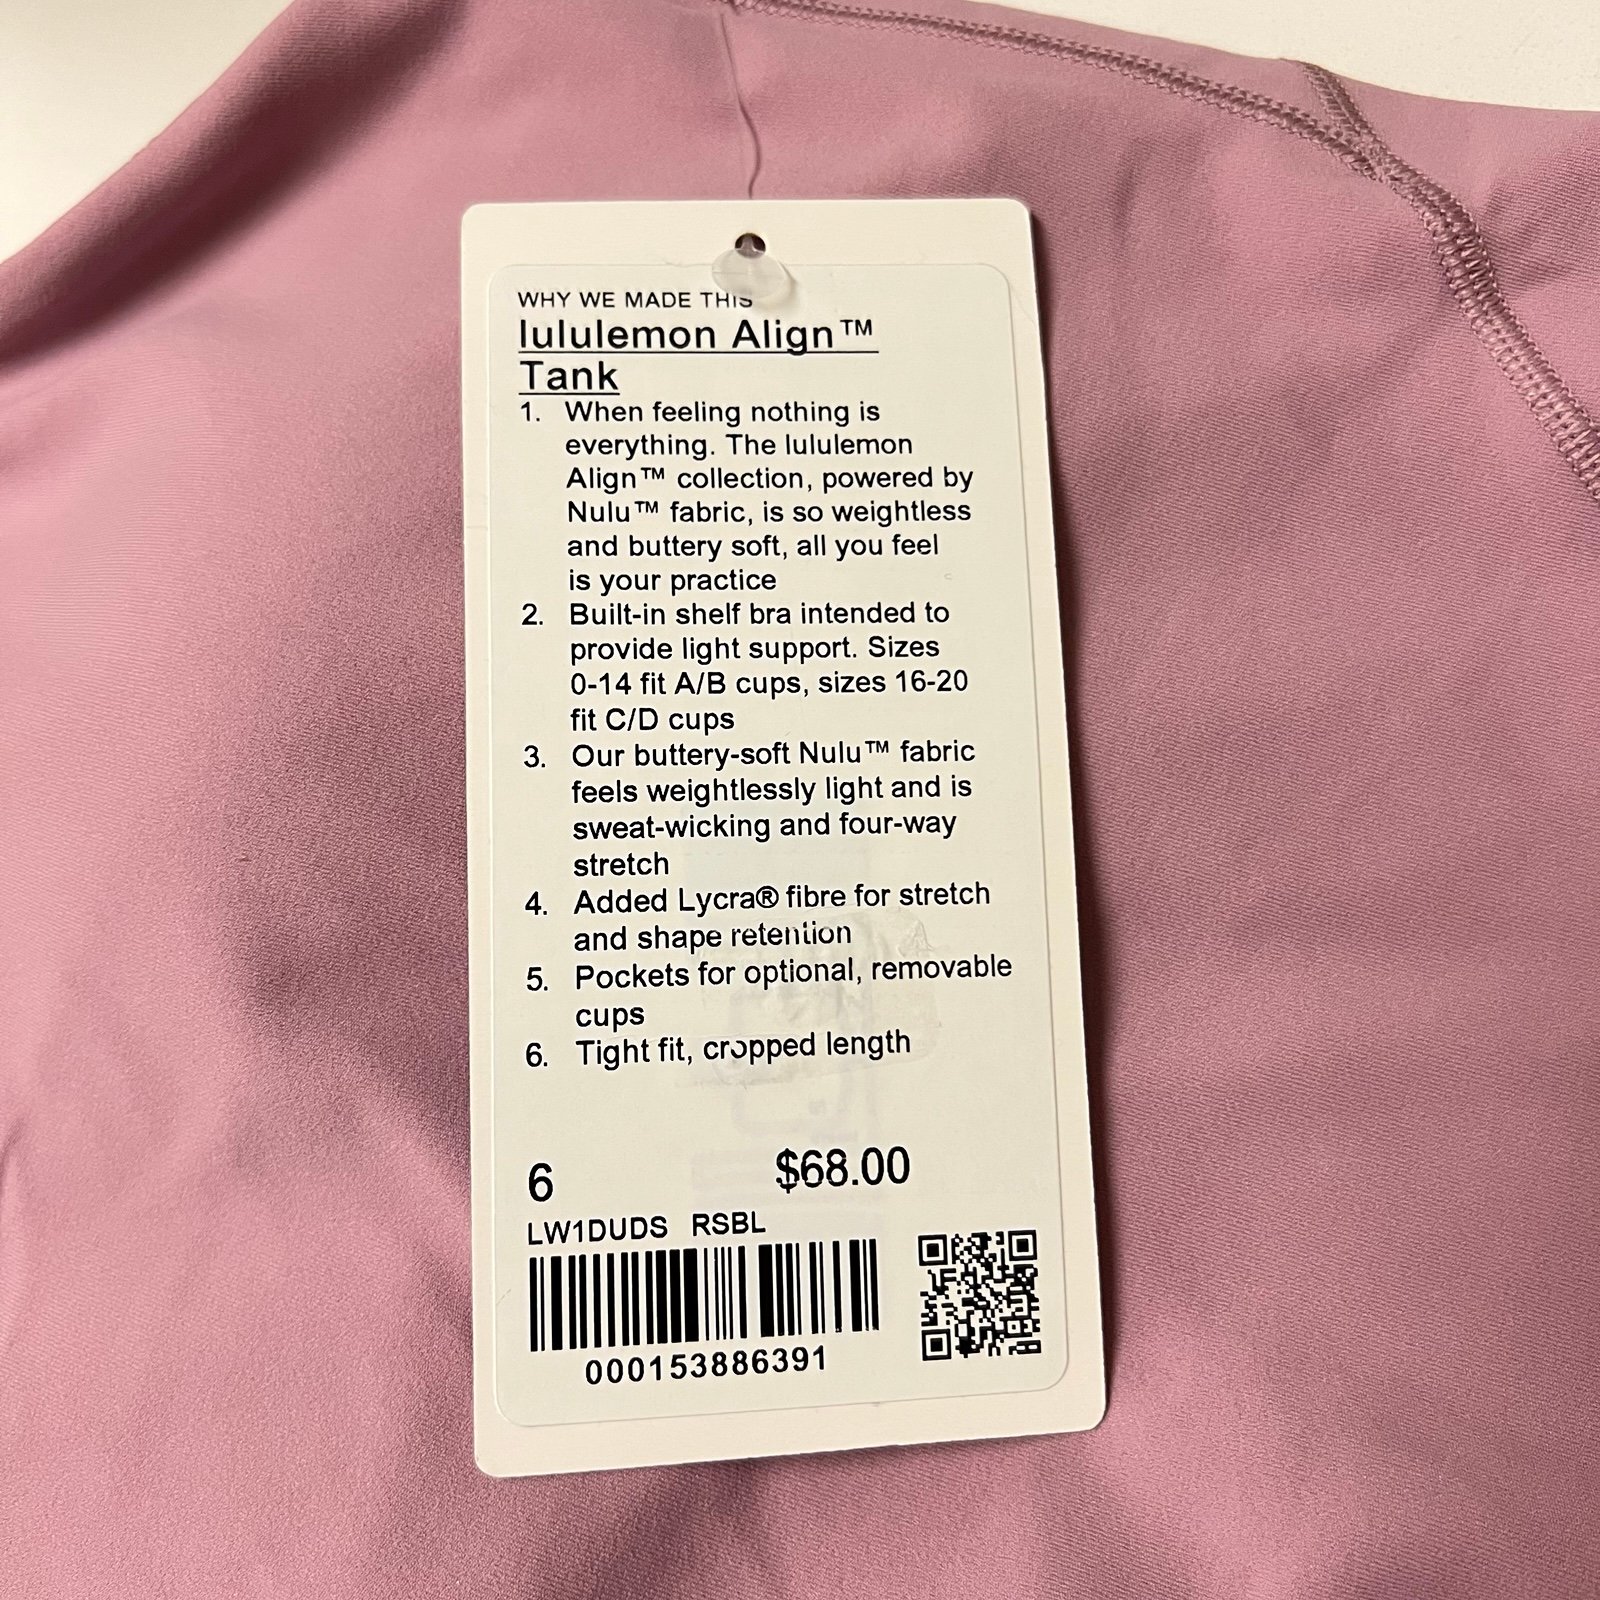 WHY WE MADE THIS
lululemon Align™
Tank
1. When feeling nothing is
everything. The lululemon
Align™ collection, powered by
Nulu™ fabric, is so weightless
and buttery soft, all you feel
is your practice
2. Built-in shelf bra intended to
provide light support. Sizes
0-14 fit A/B cups, sizes 16-20
fit C/D cups
3. Our buttery-soft Nulu™ fabric
feels weightlessly light and is
sweat-wicking and four-way
stretch
4. Added Lycra® fibre for stretch
and shape retention
5. Pockets for optional, removable
cups
6. Tight fit, cropped length
6 $68.00
LW1DUDS RSBL
000153886391